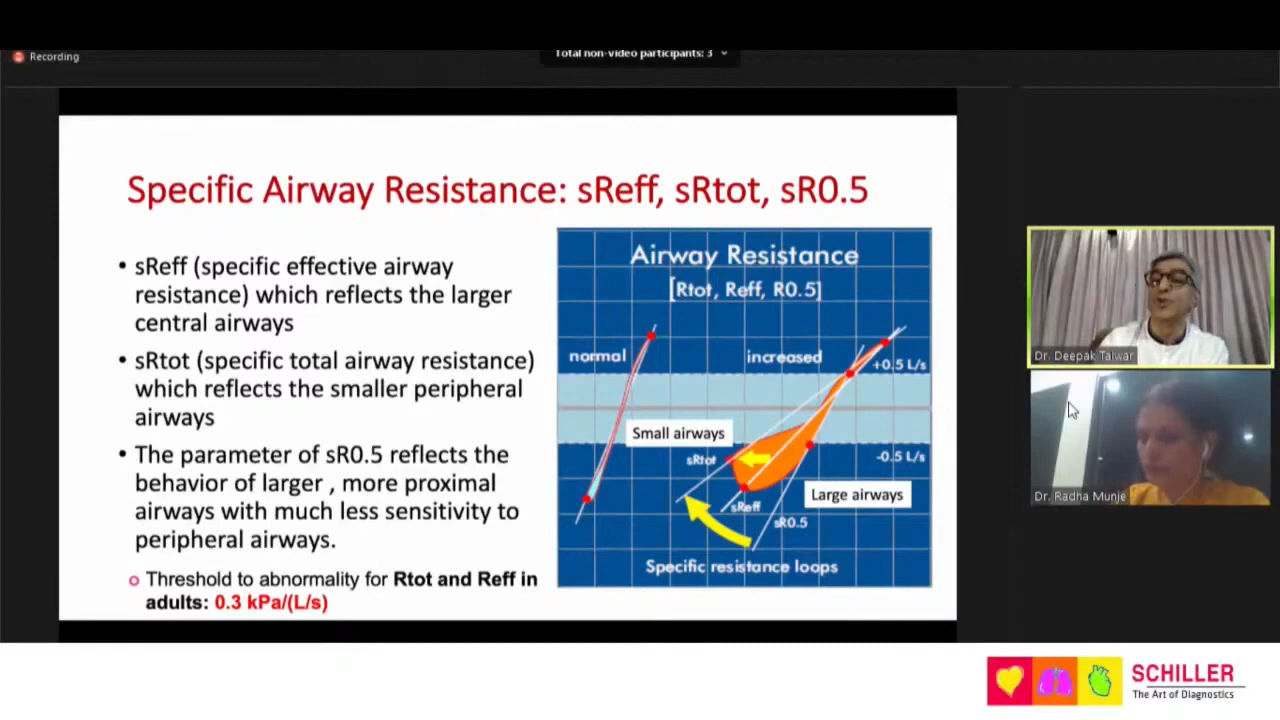 Recording
Total non-video participants: 3
Specific Airway Resistance: sReff, sRtot, sR0.5
• sReff (specific effective airway
resistance) which reflects the larger
central airways
• sRtot (specific total airway resistance)
which reflects the smaller peripheral
airways
• The parameter of sR0.5 reflects the
behavior of larger , more proximal
airways with much less sensitivity to
peripheral airways.
Threshold to abnormality for Rtot and Reff in
adults: 0.3 kPa/(L/s)
Airway Resistance
[Rtot, Reff, R0.5]
normal
increased
+0.5 L/s
Small airways
sRtot
-0.5 L/s
Large airways
sReff
sR0.5
Specific resistance loops
Dr. Deepak Talwar
Dr. Radha Munje
SCHILLER
The Art of Diagnostics